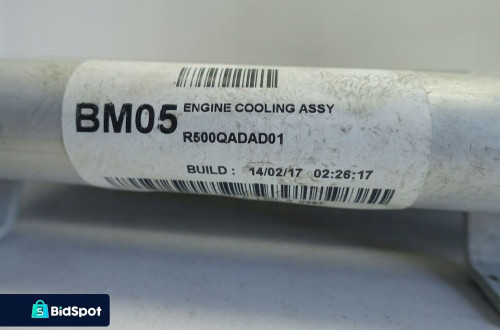 BM05
ENGINE COOLING ASSY
R500QADAD01
BUILD : 14/02/17 02:26:17
BidSpot